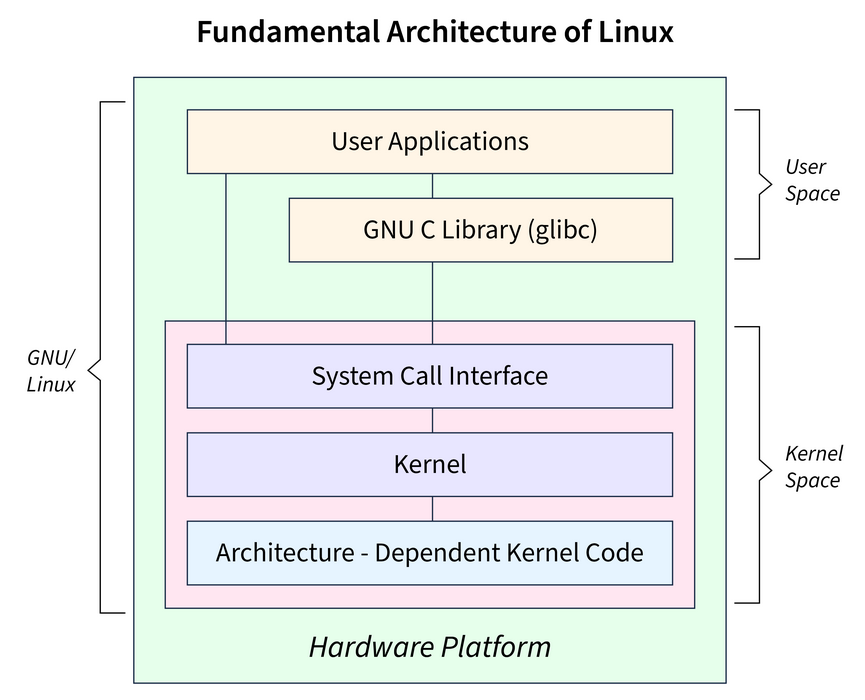 Fundamental Architecture of Linux
User Applications
User
Space
GNU C Library (glibc)
GNU/
Linux
System Call Interface
Kernel
Kernel
Space
Architecture - Dependent Kernel Code
Hardware Platform